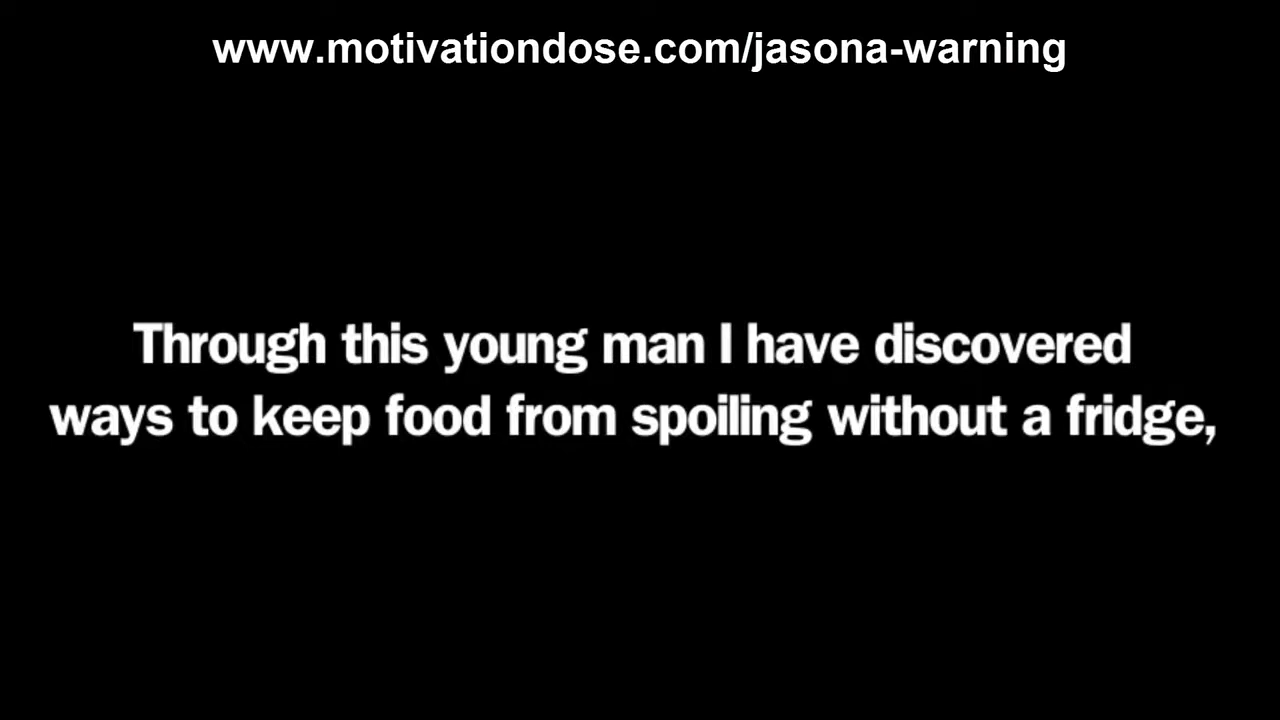 www.motivationdose.com/jasona-warning
Through this young man I have discovered
ways to keep food from spoiling without a fridge,